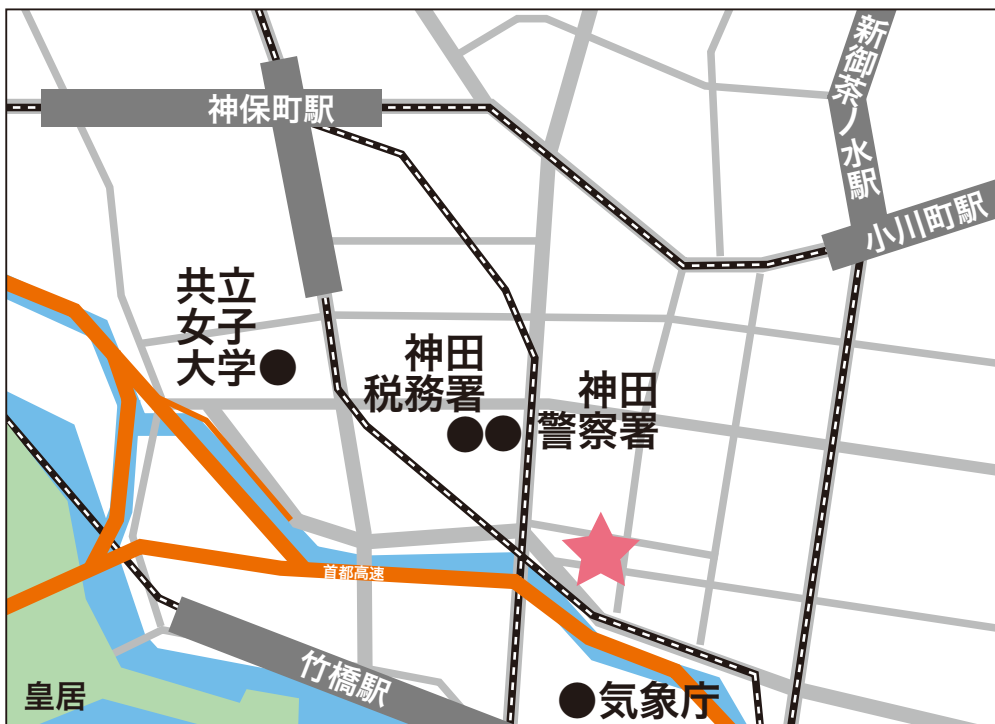 新御茶ノ水駅
神保町駅
小川町駅
共立
女子
大学
神田
税務署
神田
警察署
首都高速
竹橋駅
皇居
気象庁